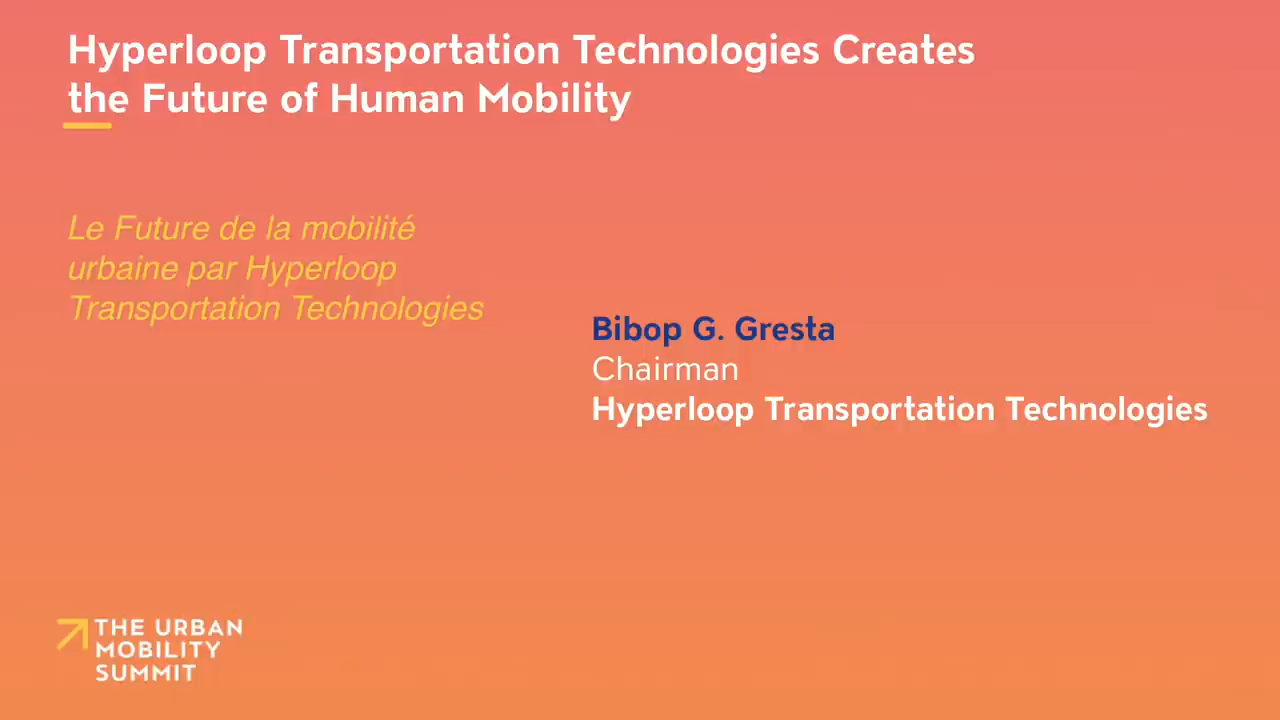 Hyperloop Transportation Technologies Creates
the Future of Human Mobility
Le Future de la mobilité
urbaine par Hyperloop
Transportation Technologies
Bibop G. Gresta
Chairman
Hyperloop Transportation Technologies
THE URBAN
MOBILITY
SUMMIT